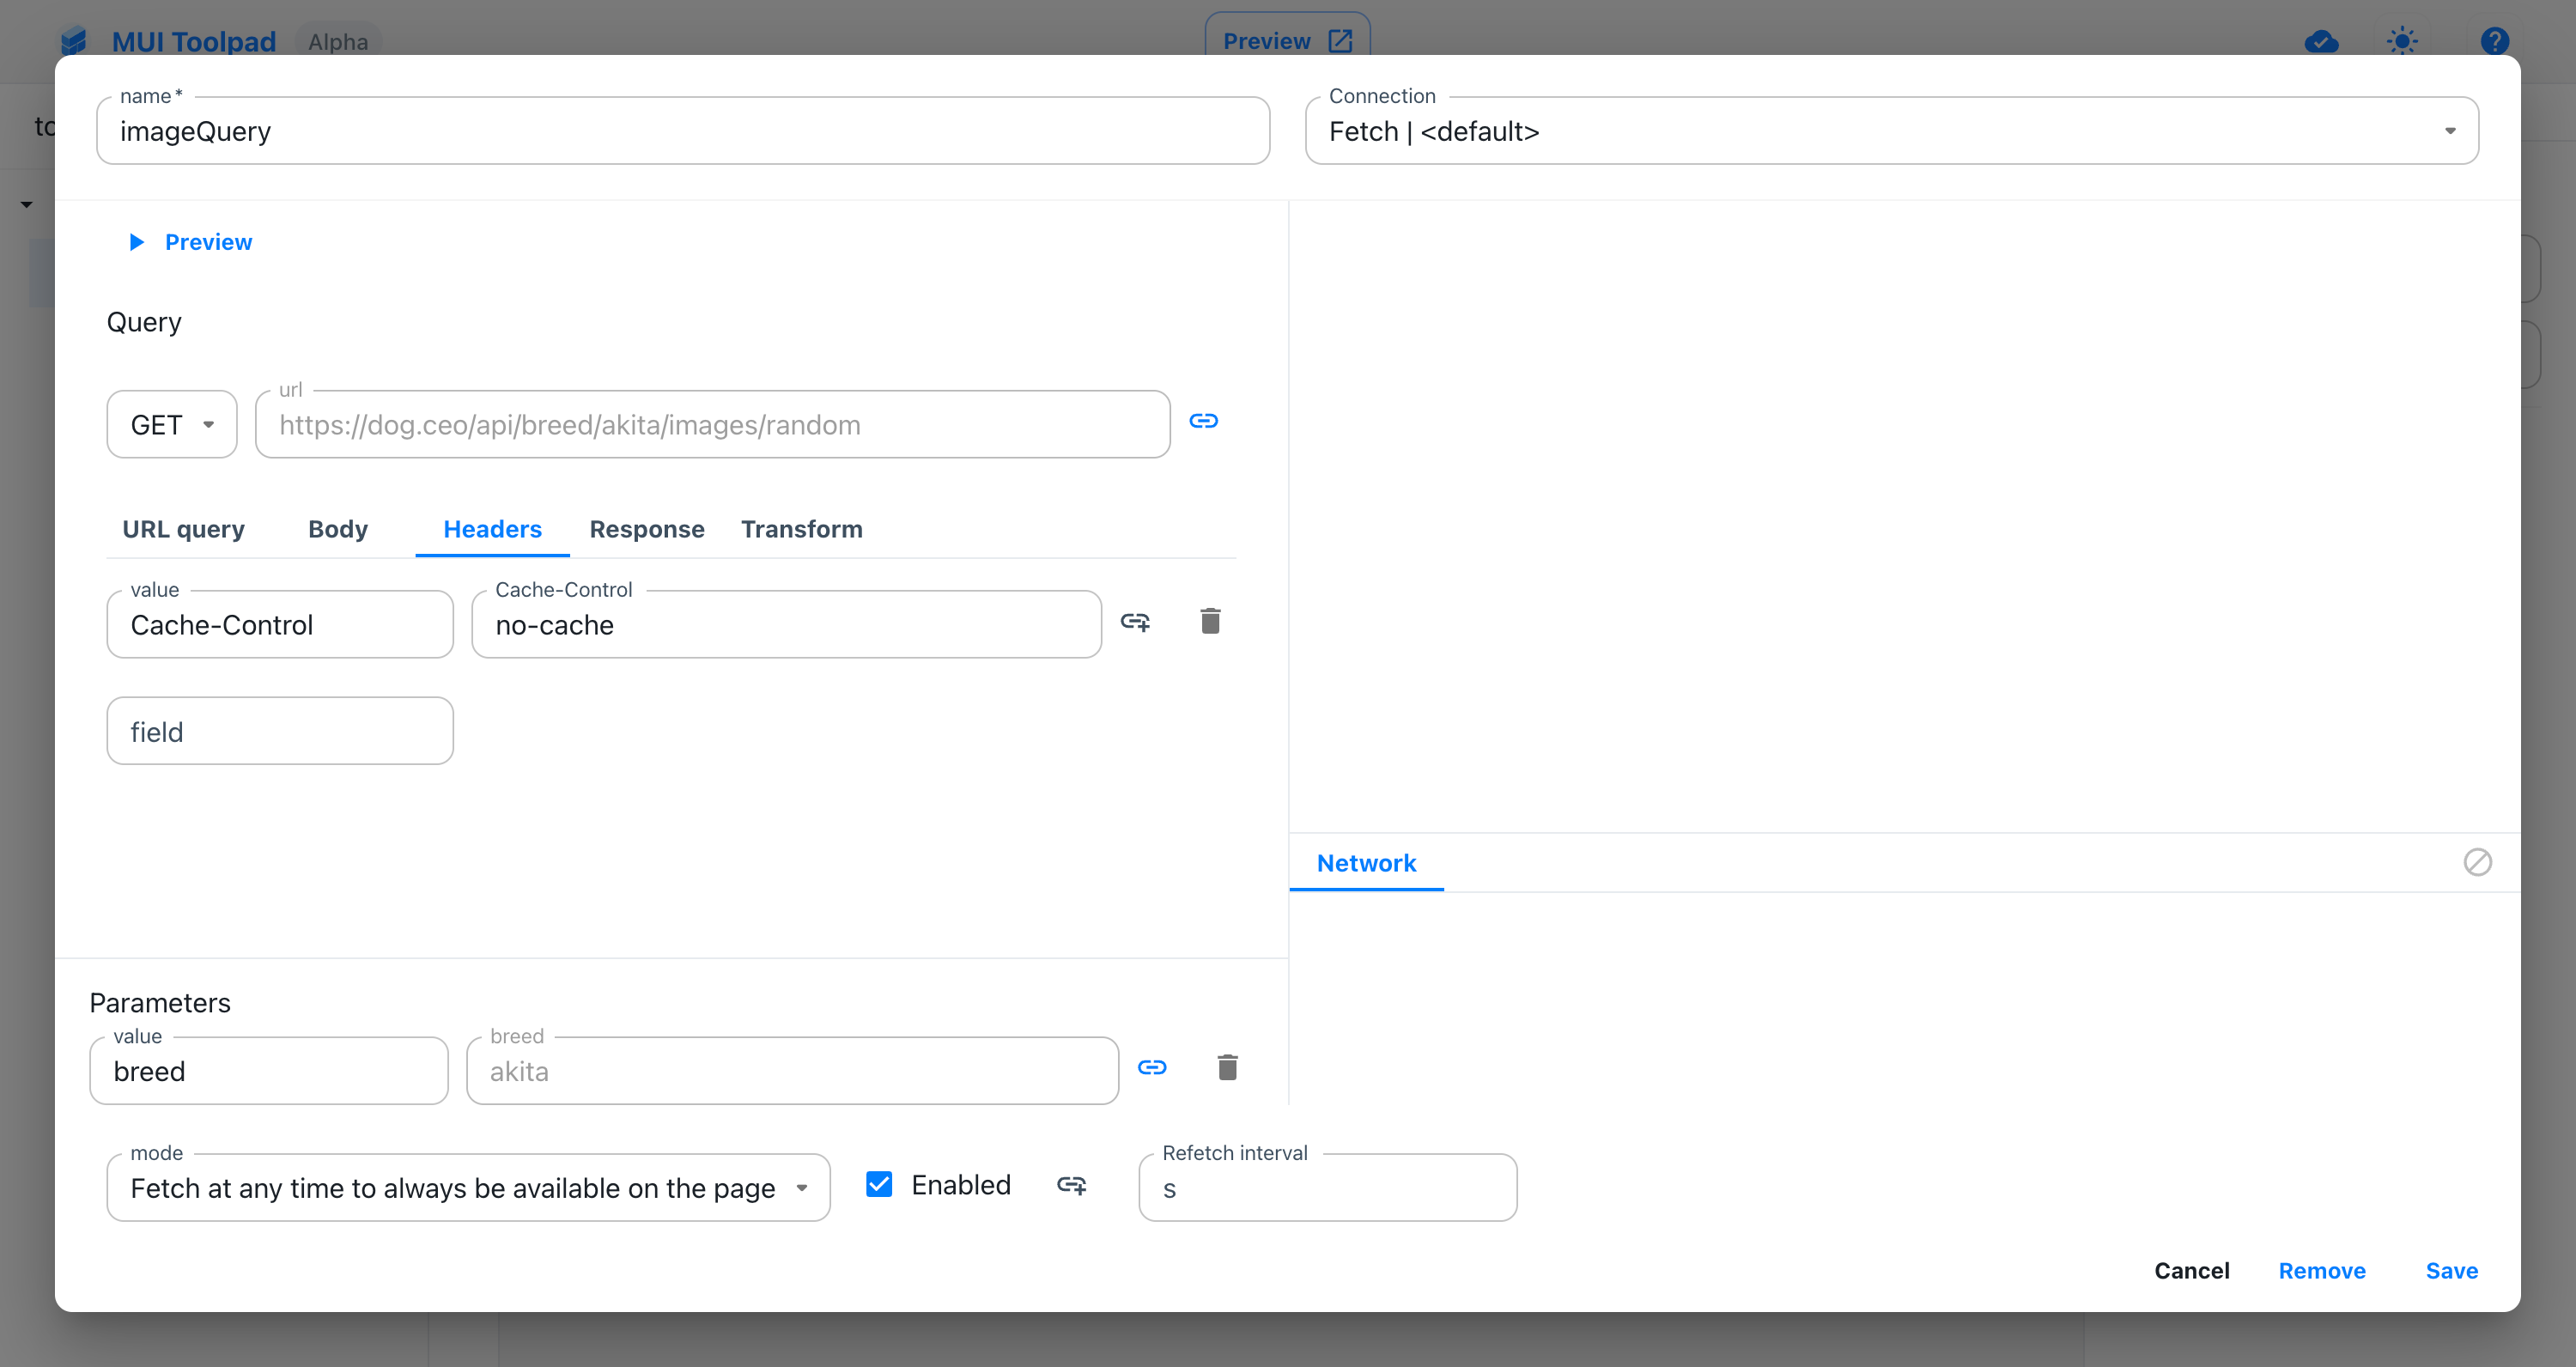 MUI Toolpad Alpha Preview
name *
imageQuery
Connection
Fetch | <default>
Preview
Query
GET
url
https://dog.ceo/api/breed/akita/images/random
URL query Body Headers Response Transform
value
Cache-Control
Cache-Control
no-cache
field
Network
Parameters
value
breed
breed
akita
mode
Fetch at any time to always be available on the page
Enabled
Refetch interval
s
Cancel Remove Save